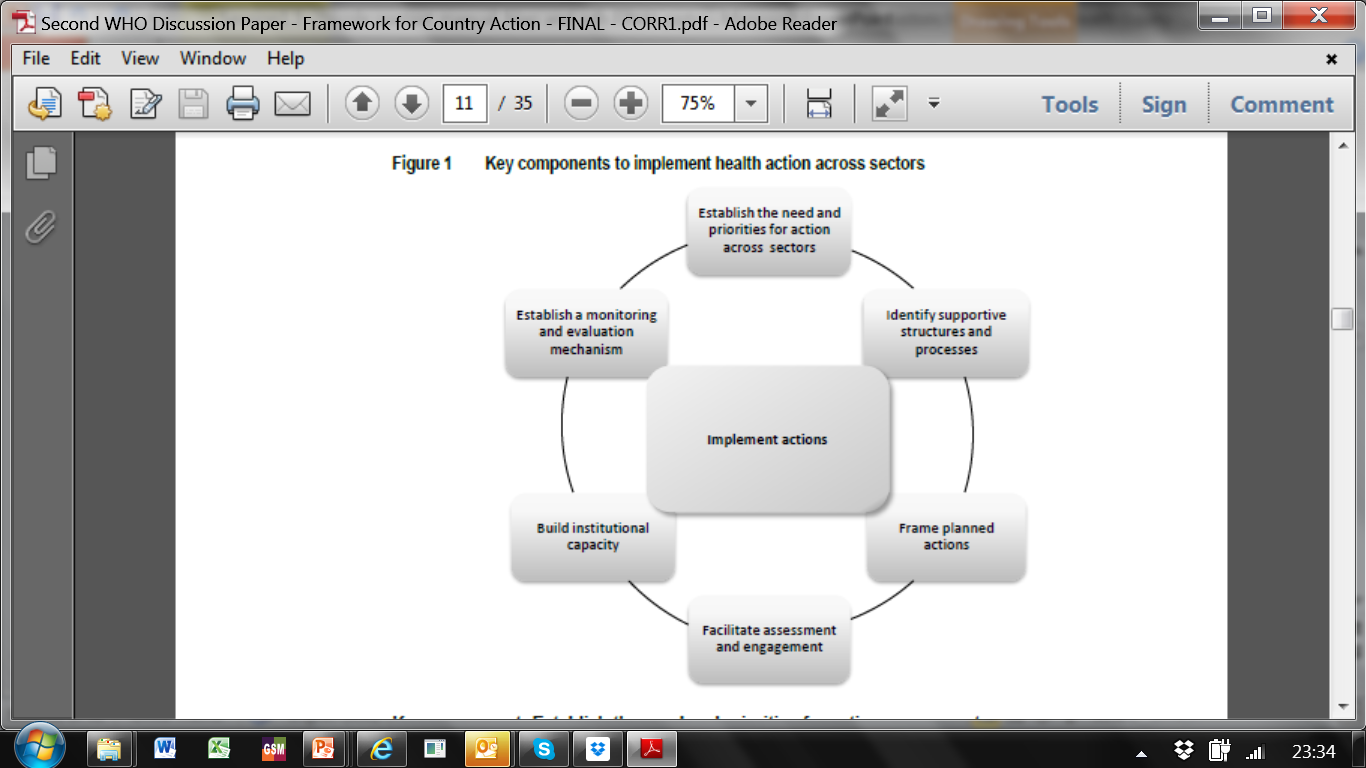 Second WHO Discussion Paper - Framework for Country Action - FINAL - CORR1.pdf - Adobe Reader
File Edit View Window Help
11 / 35 75% Tools Sign Comment
Figure 1 Key components to implement health action across sectors
Establish the need and
priorities for action
across sectors
Establish a monitoring
and evaluation
mechanism
Identify supportive
structures and
processes
Implement actions
Build institutional
capacity
Frame planned
actions
Facilitate assessment
and engagement
GSM
23:34